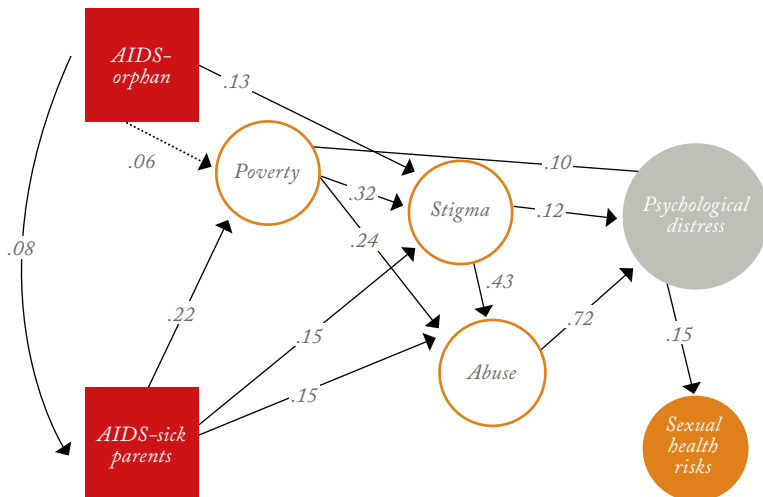 AIDS–
orphan
.13
.06
Poverty
.10
.32
Stigma
.12
Psychological
distress
.08
.24
.43
.22
.15
.72
.15
Abuse
.15
AIDS–sick
parents
Sexual
health
risks